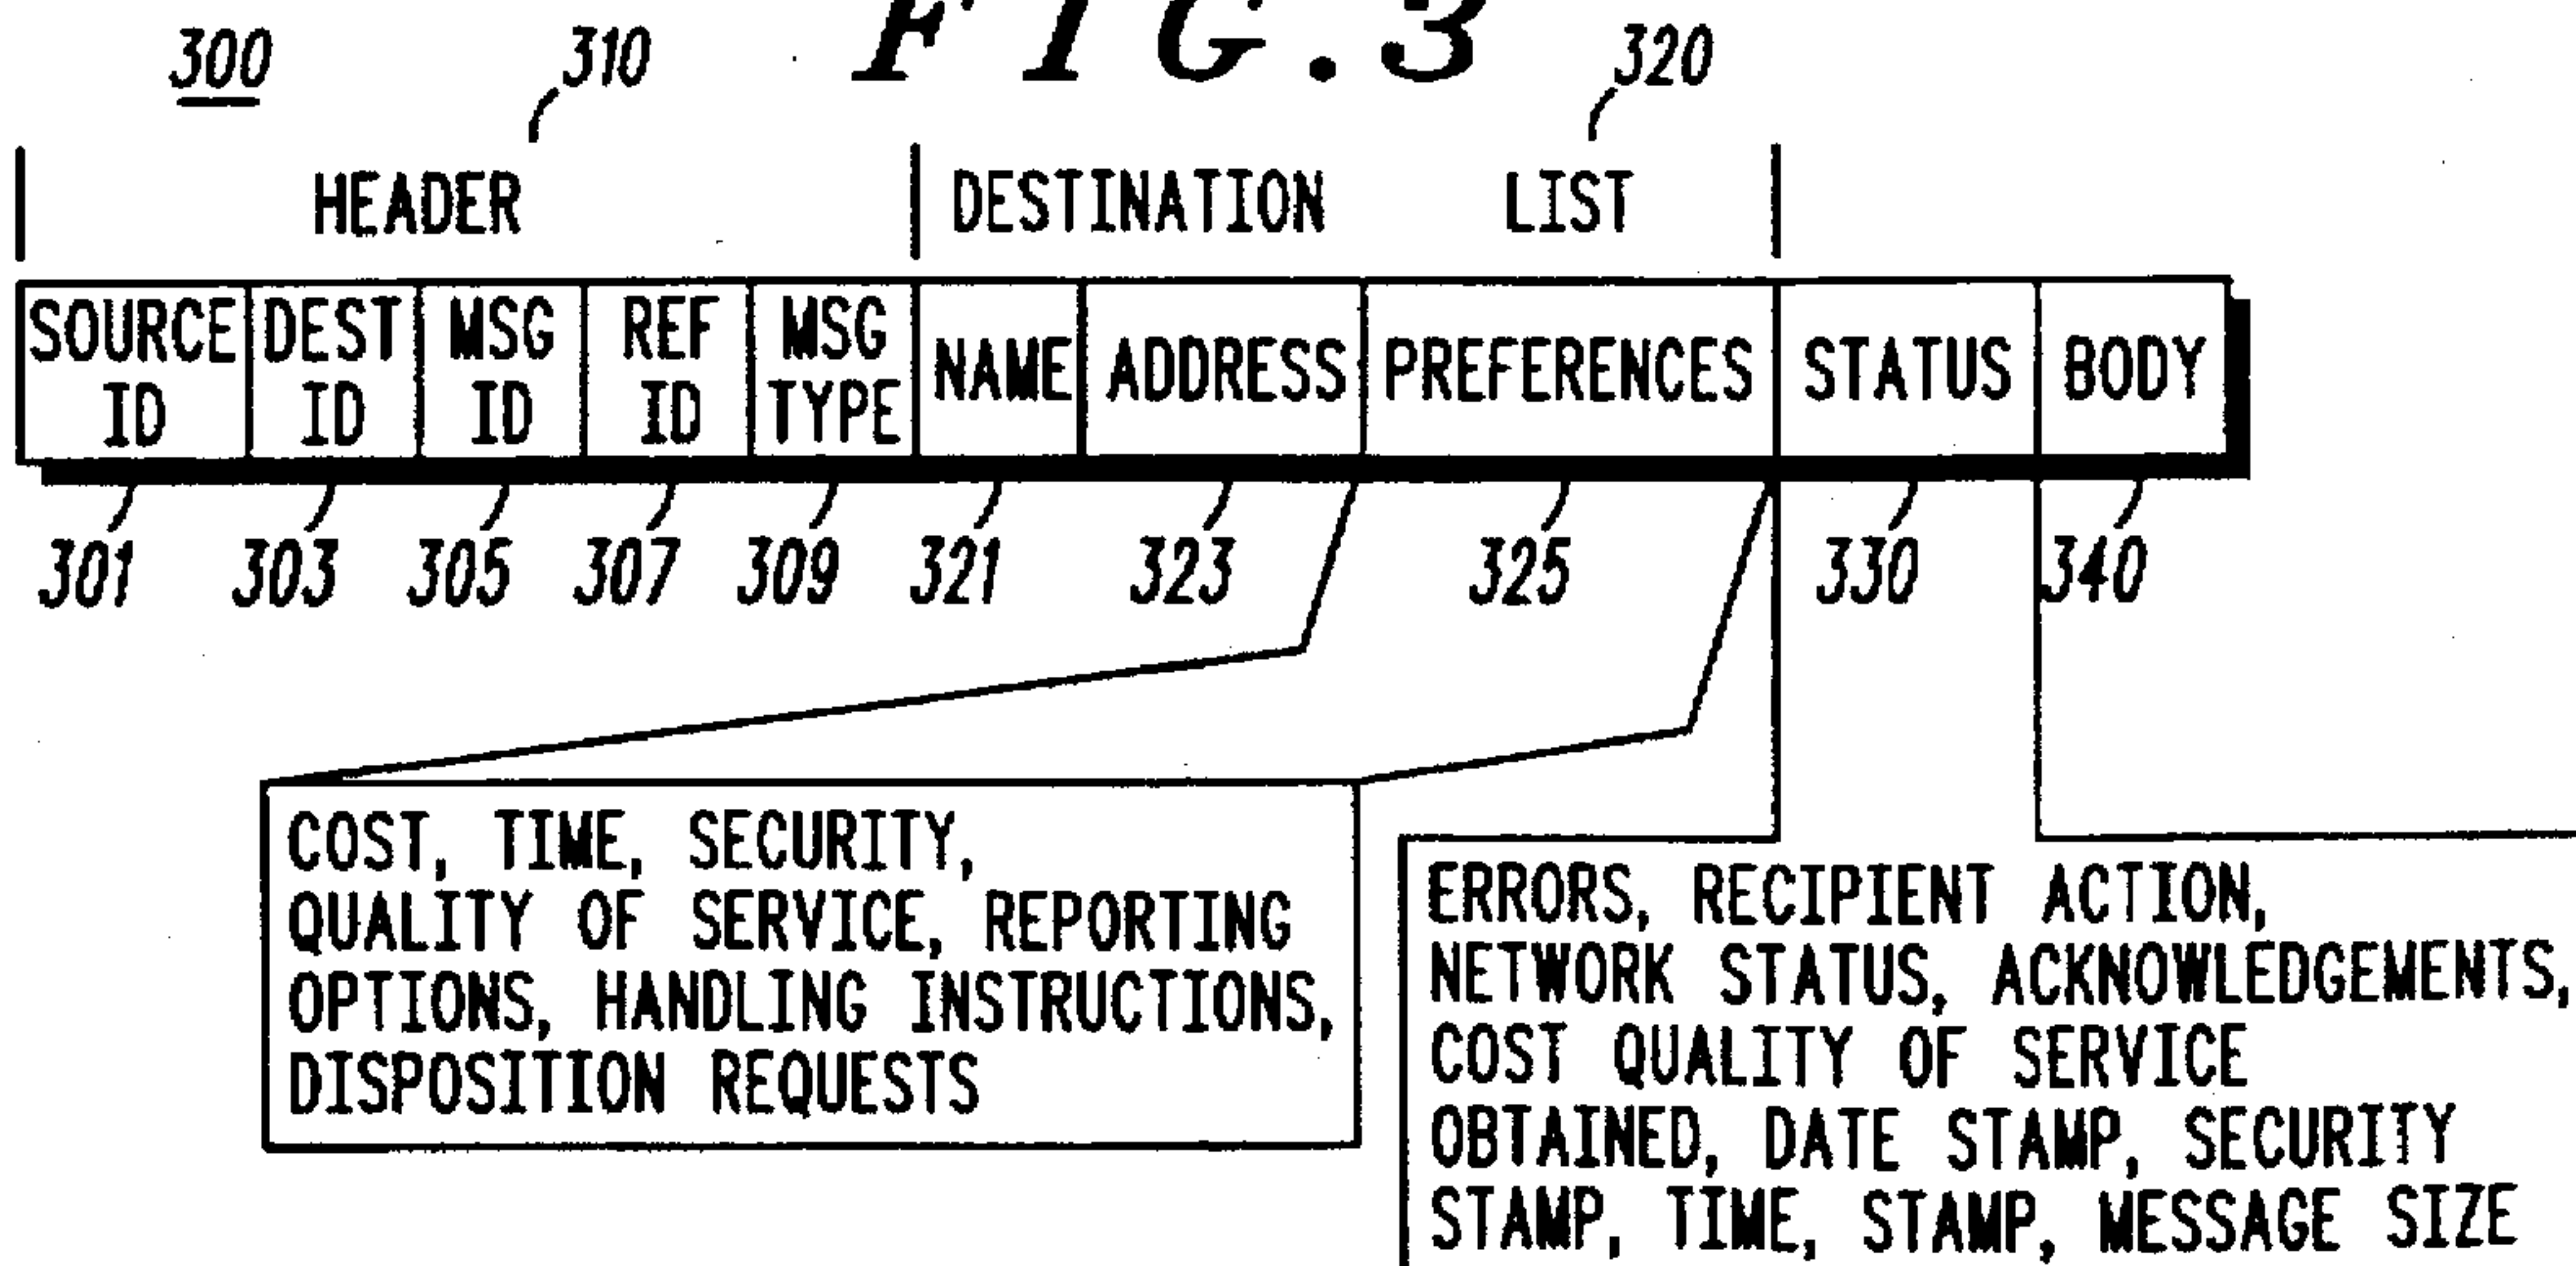 FIG.3
300
310
320
HEADER
DESTINATION LIST
SOURCE ID
DEST ID
MSG ID
REF ID
MSG TYPE
NAME
ADDRESS
PREFERENCES
STATUS
BODY
301
303
305
307
309
321
323
325
330
340
COST, TIME, SECURITY,
QUALITY OF SERVICE, REPORTING
OPTIONS, HANDLING INSTRUCTIONS,
DISPOSITION REQUESTS
ERRORS, RECIPIENT ACTION,
NETWORK STATUS, ACKNOWLEDGEMENTS,
COST QUALITY OF SERVICE
OBTAINED, DATE STAMP, SECURITY
STAMP, TIME, STAMP, MESSAGE SIZE